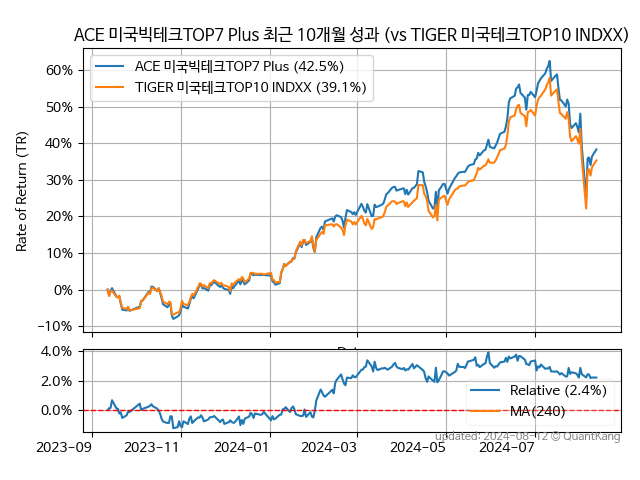 ACE 미국빅테크TOP7 Plus 최근 10개월 성과 (vs TIGER 미국테크TOP10 INDXX)
ACE 미국빅테크TOP7 Plus (42.5%)
TIGER 미국테크TOP10 INDXX (39.1%)
Rate of Return (TR)
60%
50%
40%
30%
20%
10%
0%
−10%
4.0%
2.0%
0.0%
Relative (2.4%)
MA(240)
2023-09
2023-11
2024-01
2024-03
2024-05
2024-07
updated: 2024-08-12 © QuantKang